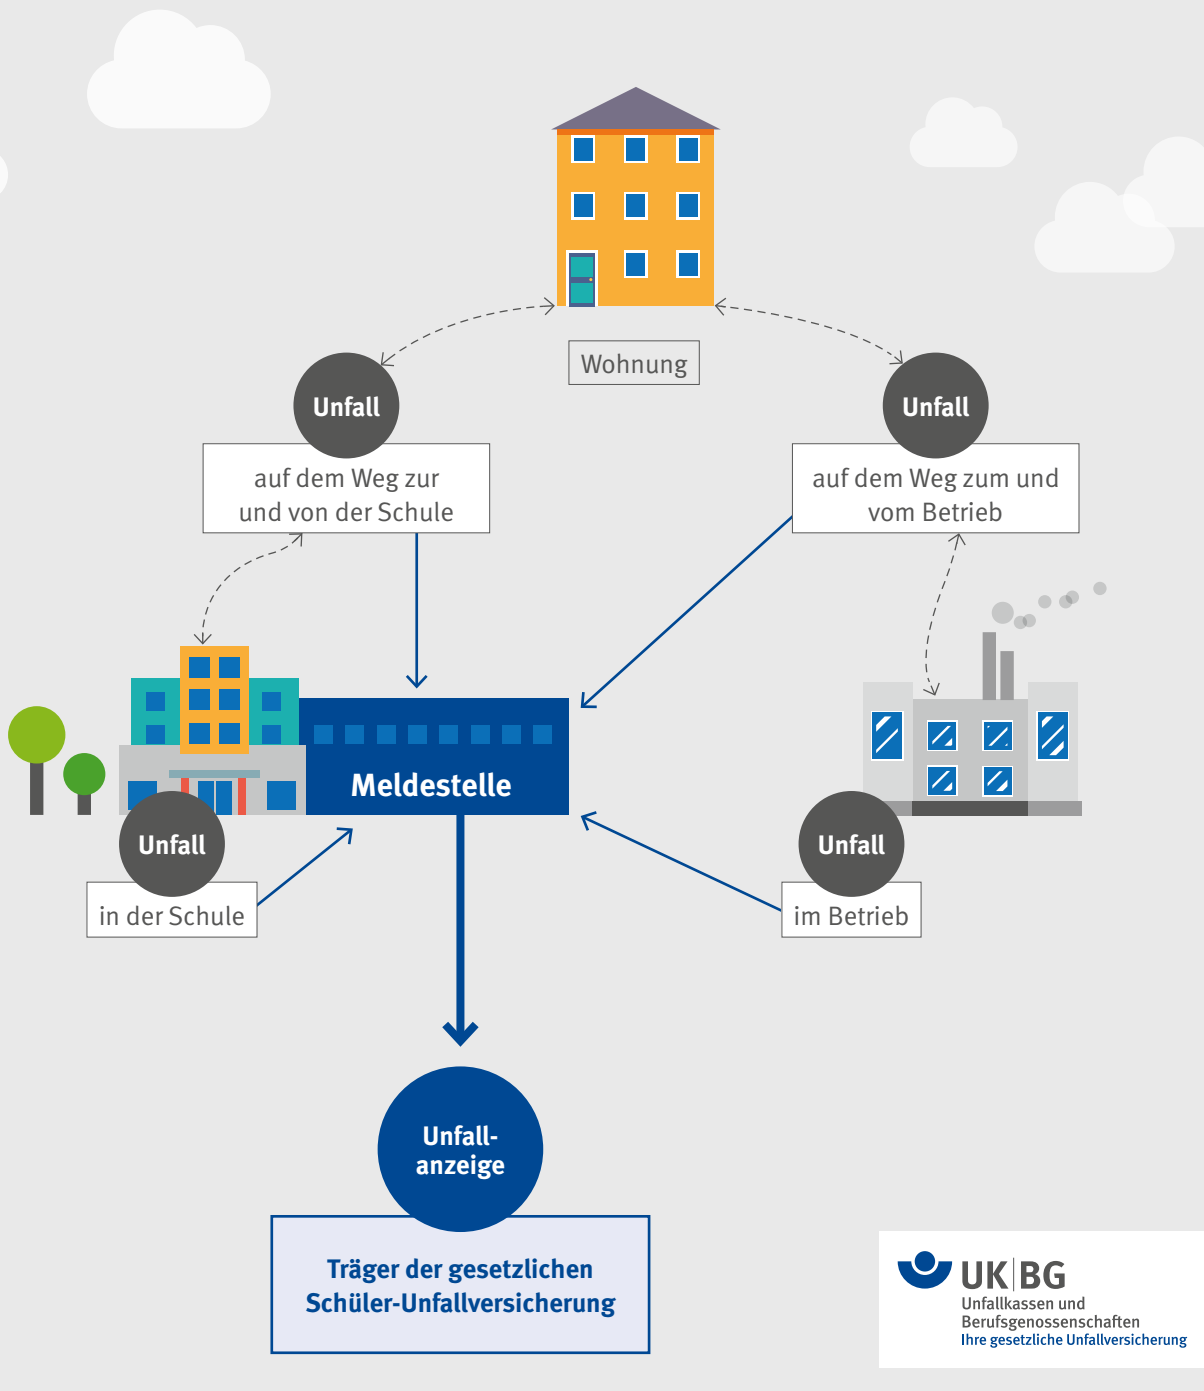 Wohnung
Unfall
auf dem Weg zur
und von der Schule
Unfall
auf dem Weg zum und
vom Betrieb
Meldestelle
Unfall
in der Schule
Unfall
im Betrieb
Unfall-
anzeige
Träger der gesetzlichen
Schüler-Unfallversicherung
UK|BG
Unfallkassen und
Berufsgenossenschaften
Ihre gesetzliche Unfallversicherung